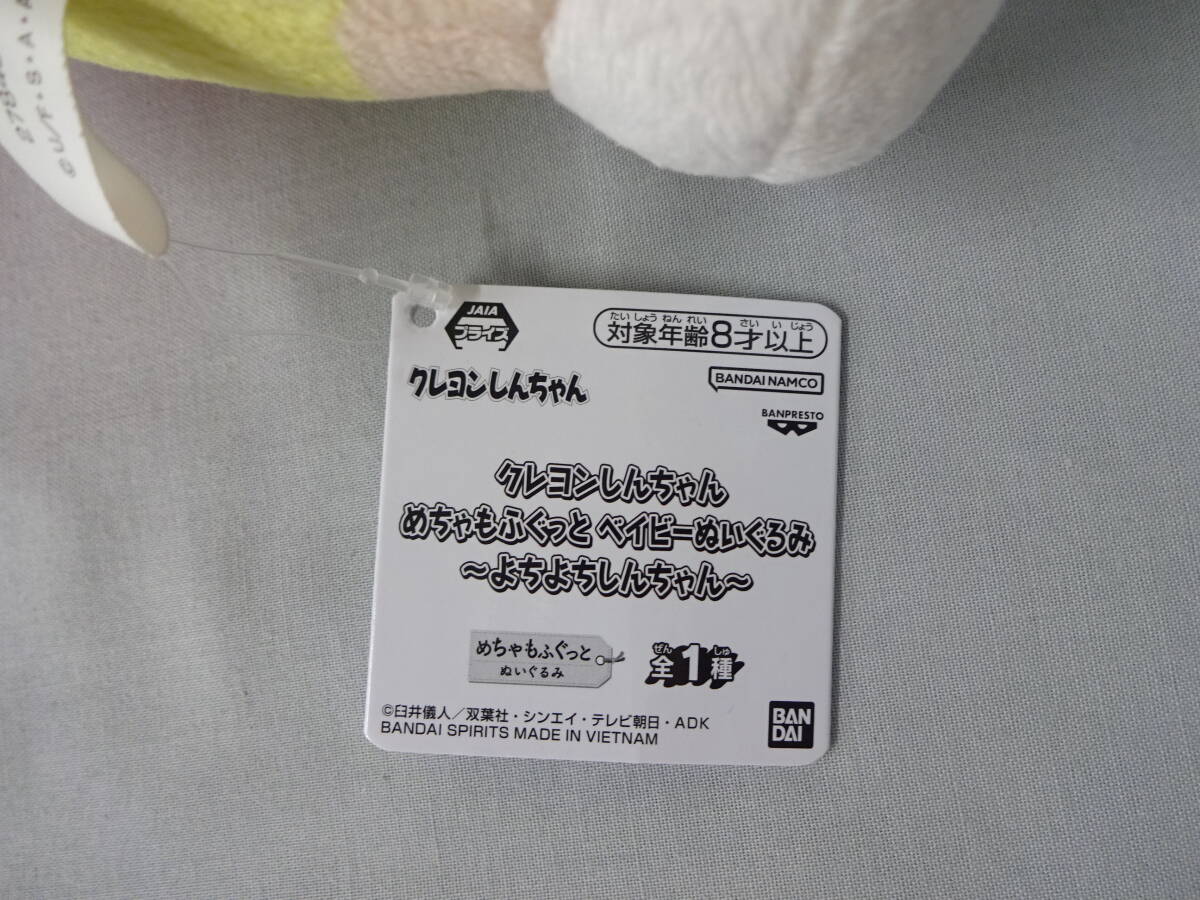 ©U/F・S・A・A
JAIA
プライズ
たいしょうねんれい さい いじょう
対象年齢8才以上
クレヨンしんちゃん
BANDAI NAMCO
BANPRESTO
クレヨンしんちゃん
めちゃもふぐっと ベイビーぬいぐるみ
～よちよちしんちゃん～
めちゃもふぐっと
ぬいぐるみ
ぜん しゅ
全1種
©臼井儀人／双葉社・シンエイ・テレビ朝日・ADK
BANDAI SPIRITS MADE IN VIETNAM
BAN
DAI